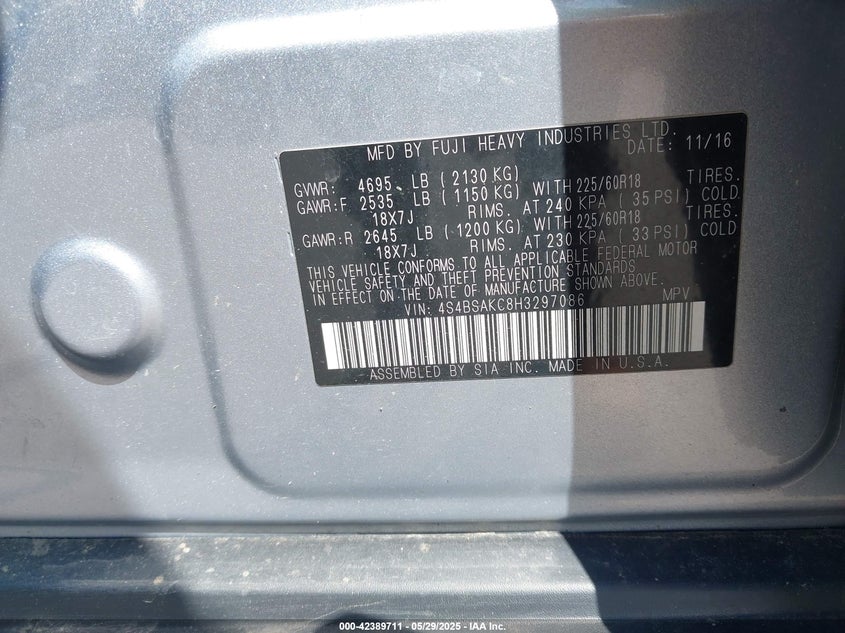 MFD BY FUJI HEAVY INDUSTRIES LTD.
DATE: 11/16
GVWR: 4695 LB ( 2130 KG)
GAWR:F 2535 LB ( 1150 KG) WITH 225/60R18 TIRES.
18X7J RIMS. AT 240 KPA ( 35 PSI) COLD
GAWR:R 2645 LB ( 1200 KG) WITH 225/60R18 TIRES.
18X7J RIMS. AT 230 KPA ( 33 PSI) COLD
THIS VEHICLE CONFORMS TO ALL APPLICABLE FEDERAL MOTOR
VEHICLE SAFETY AND THEFT PREVENTION STANDARDS
IN EFFECT ON THE DATE OF MANUFACTURE SHOWN ABOVE.
VIN: 4S4BSAKC8H3297086 MPV
ASSEMBLED BY SIA INC. MADE IN U.S.A.
000-42389711 - 05/29/2025 - IAA Inc.